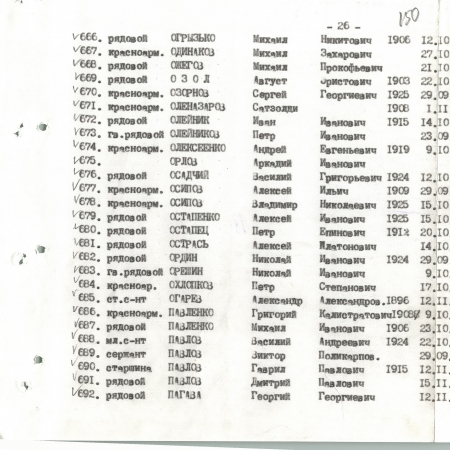 - 26 -
150
666. рядовой ОГРЫЗЬКО Михаил Никитович 1906 12.10
667. красноарм. ОДИНАКОВ Михаил Захарович 27.10
668. рядовой ОЖЕГОВ Михаил Прокофьевич 21.10
669. рядовой О З О Л Август Эристович 1903 22.10
670. красноарм. ОЗОРНОВ Сергей Георгиевич 1925 29.09
671. красноарм. ОЛЕНАЗАРОВ Сатзолди 1908 1.11
672. рядовой ОЛЕЙНИК Иван Иванович 1915 14.10
673. гв.рядовой ОЛЕЙНИКОВ Петр Иванович 23.09
674. красноарм. ОЛЕКСЕЕНКО Андрей Евгеньевич 1919 9.10
675. ОРЛОВ Аркадий Иванович
676. рядовой ОСАДЧИЙ Василий Григорьевич 1924 12.10
677. красноарм. ОСИПОВ Алексей Ильич 1909 29.09
678. красноарм. ОСИПОВ Владимир Николаевич 1925 15.10
679. рядовой ОСТАПЕНКО Алексей Иванович 1925 15.10
680. рядовой ОСТАПЕЦ Петр Епинович 1912 20.10
681. рядовой ОСТРАСЬ Алексей Платонович 14.10
682. рядовой ОРДИН Николай Иванович 1924 29.09
683. гв.рядовой ОРЕШИН Николай Иванович 9.10
684. красноар. ОХЛОПКОВ Петр Степанович 17.10
685. ст.с-нт ОГАРЕВ Александр Александров.1896 12.11
686. красноарм. ПАВЛЕНКО Григорий Калистратович 1908 9.10
687. рядовой ПАВЛЕНКО Михаил Иванович 1906 23.10
688. мл.с-нт ПАВЛОВ Василий Андреевич 1924 22.10
689. сержант ПАВЛОВ Виктор Поликарпов. 29.09
690. старшина ПАВЛОВ Гаврил Павлович 1915 12.11
691. рядовой ПАВЛОВ Дмитрий Павлович 15.11
692. рядовой ПАГАВА Георгий Георгиевич 12.11